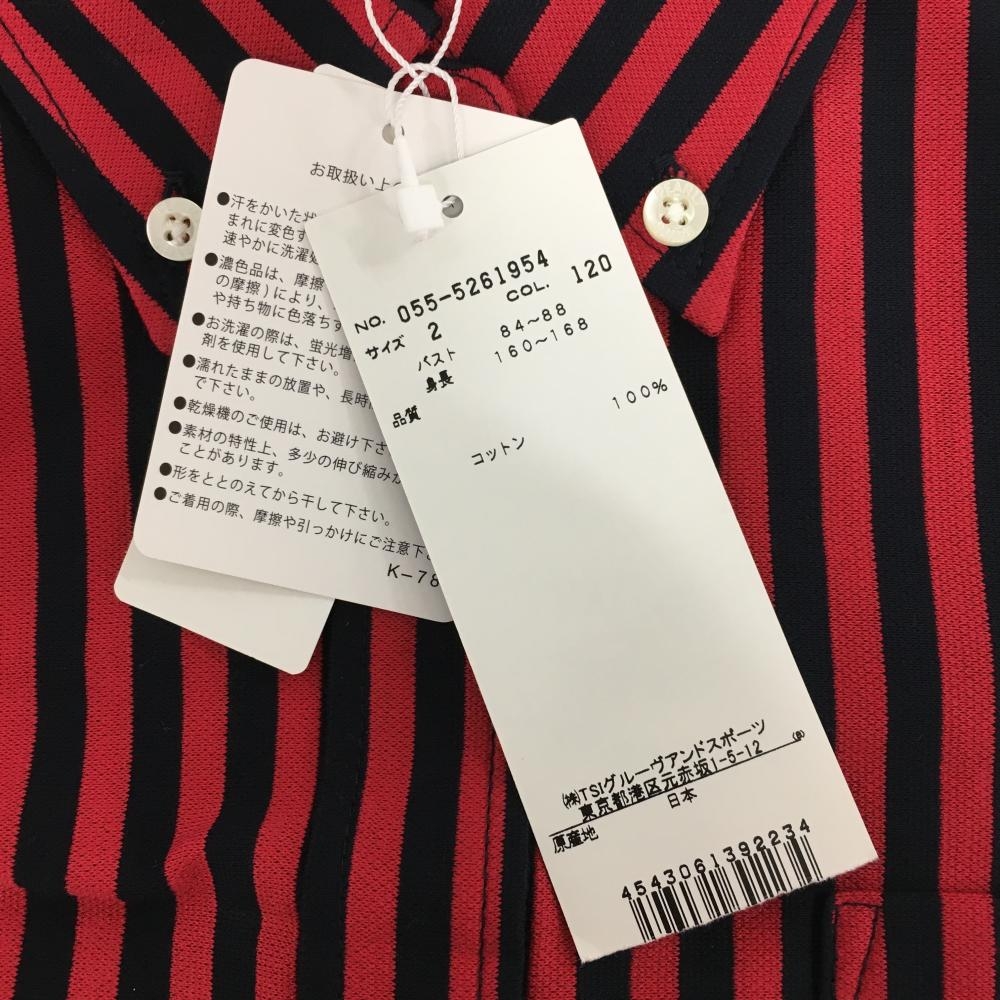 お取扱い上の
●汗をかいた状
まれに変色す
速やかに洗濯処
●濃色品は、摩擦
の摩擦)により、
や持ち物に色落ちす
●お洗濯の際は、蛍光増
剤を使用して下さい。
●濡れたままの放置や、長時
で下さい。
●乾燥機のご使用は、お避け下さ
●素材の特性上、多少の伸び縮みが
ことがあります。
●形をととのえてから干して下さい。
●ご着用の際、摩擦や引っかけにご注意下さ
K-78
NO. 055-5261954
サイズ 2 COL. 120
バスト 84~88
身長 160~168
品質
コットン 100%
(株)TSIグルーヴアンドスポーツ
東京都港区元赤坂1-5-12 (B)
原産地 日本
4543061392234